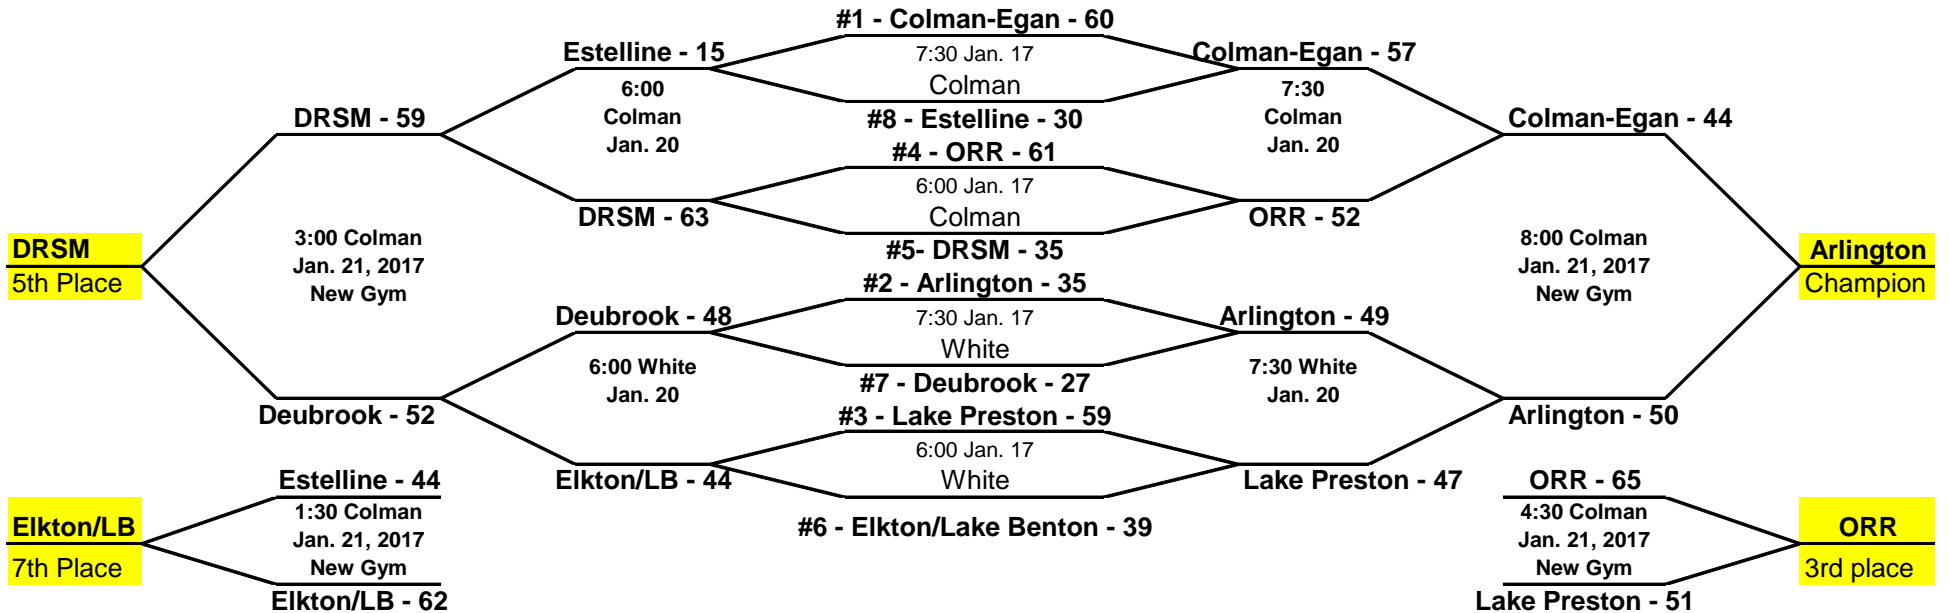 #1 - Colman-Egan - 60
Estelline - 15
7:30 Jan. 17
Colman-Egan - 57
6:00
Colman
7:30
DRSM - 59
Colman
#8 - Estelline - 30
Colman
Colman-Egan - 44
Jan. 20
#4 - ORR - 61
Jan. 20
6:00 Jan. 17
DRSM - 63
Colman
ORR - 52
DRSM
3:00 Colman
#5- DRSM - 35
8:00 Colman
Arlington
5th Place
Jan. 21, 2017
#2 - Arlington - 35
Jan. 21, 2017
Champion
New Gym
New Gym
Deubrook - 48
7:30 Jan. 17
Arlington - 49
White
6:00 White
7:30 White
Jan. 20
#7 - Deubrook - 27
Jan. 20
Deubrook - 52
#3 - Lake Preston - 59
Arlington - 50
6:00 Jan. 17
Estelline - 44
Elkton/LB - 44
White
Lake Preston - 47
ORR - 65
Elkton/LB
1:30 Colman
#6 - Elkton/Lake Benton - 39
4:30 Colman
ORR
Jan. 21, 2017
Jan. 21, 2017
7th Place
New Gym
New Gym
3rd place
Elkton/LB - 62
Lake Preston - 51